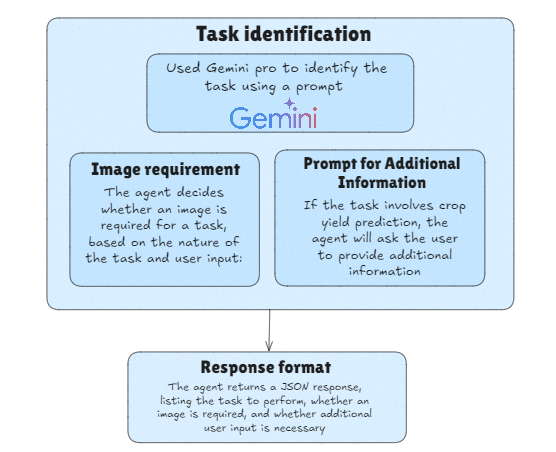 Task identification
Used Gemini pro to identify the
task using a prompt
Gemini
Image requirement
The agent decides
whether an image is
required for a task,
based on the nature of
the task and user input:
Prompt for Additional
Information
If the task involves crop
yield prediction, the
agent will ask the user
to provide additional
information
Response format
The agent returns a JSON response,
listing the task to perform, whether an
image is required, and whether additional
user input is necessary